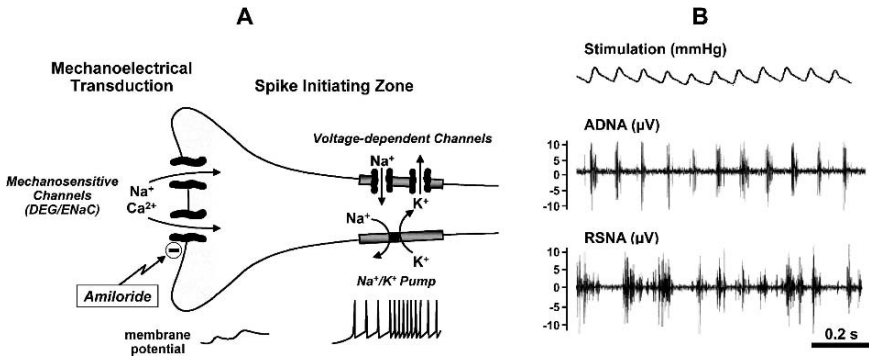 A
Mechanoelectrical
Transduction
Spike Initiating Zone
Voltage-dependent Channels
Na⁺
K⁺
Mechanosensitive
Channels
(DEG/ENaC)
Na⁺
Ca²⁺
Na⁺
K⁺
Na⁺/K⁺ Pump
Amiloride
membrane
potential
B
Stimulation (mmHg)
ADNA (µV)
10
5
0
-5
-10
RSNA (µV)
10
5
0
-5
-10
0.2 s